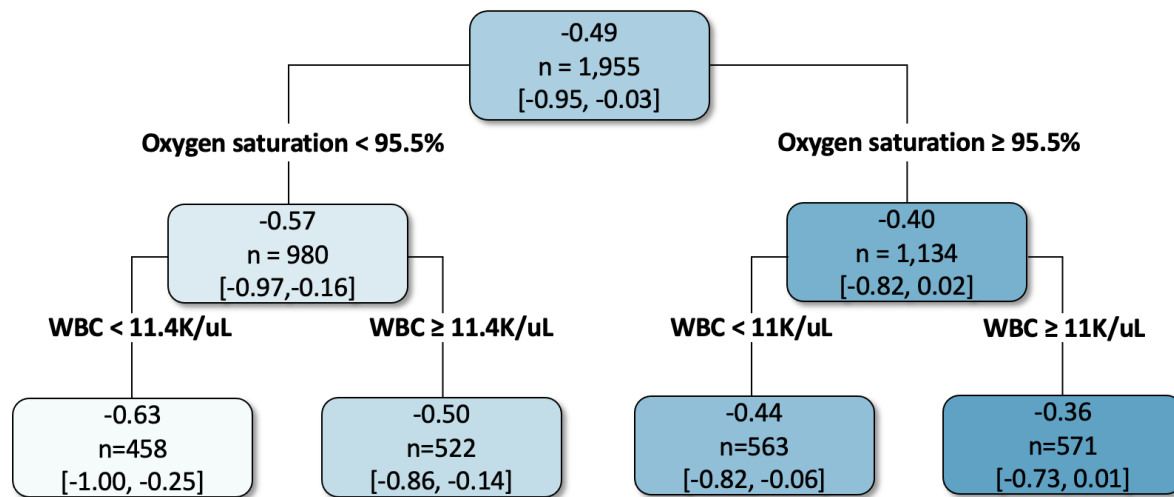 -0.49
n = 1,955
[-0.95, -0.03]
Oxygen saturation < 95.5%
Oxygen saturation ≥ 95.5%
-0.57
n = 980
[-0.97,-0.16]
-0.40
n = 1,134
[-0.82, 0.02]
WBC < 11.4K/uL
WBC ≥ 11.4K/uL
WBC < 11K/uL
WBC ≥ 11K/uL
-0.63
n=458
[-1.00, -0.25]
-0.50
n=522
[-0.86, -0.14]
-0.44
n=563
[-0.82, -0.06]
-0.36
n=571
[-0.73, 0.01]